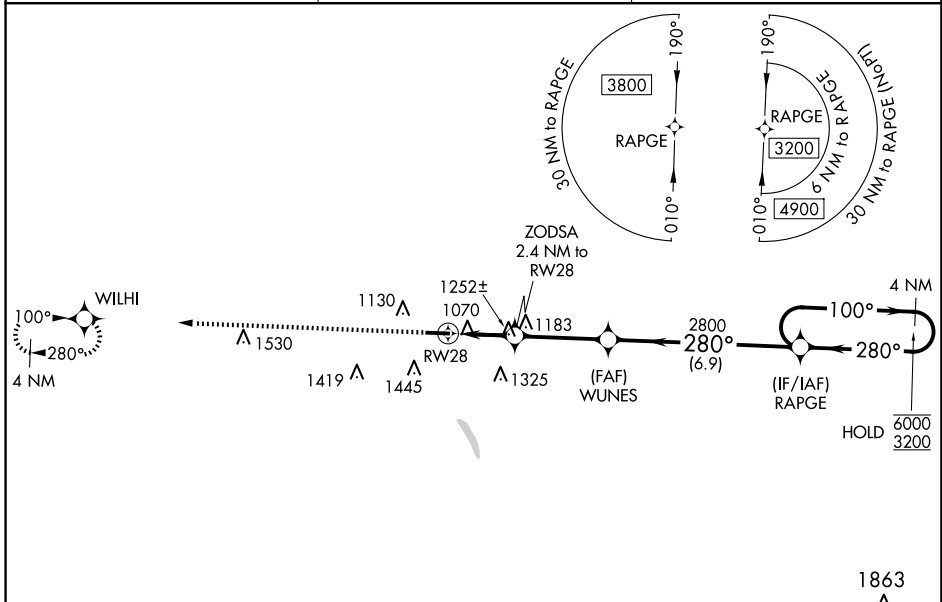 30 NM to RAPGE
190°
3800
RAPGE
010°
190°
RAPGE
3200
6 NM to RAPGE
30 NM to RAPGE (NoPT)
4900
010°
ZODSA
2.4 NM to
RW28
1252±
1130
1070
1183
4 NM
WILHI
100°
280°
4 NM
1530
RW28
1419
1445
1325
(FAF)
WUNES
2800
280°
(6.9)
100°
280°
(IF/IAF)
RAPGE
HOLD
6000
3200
1863